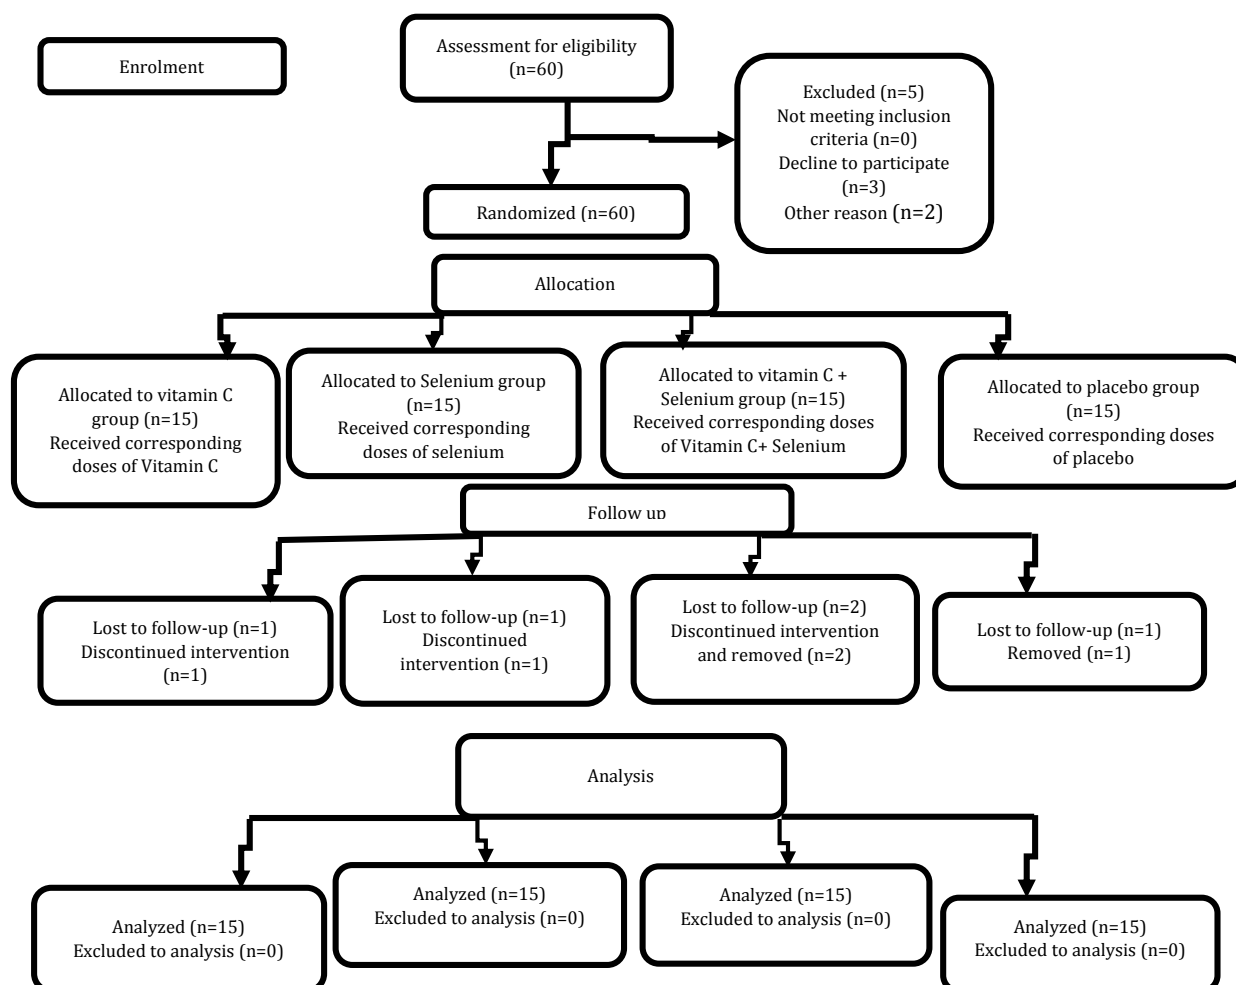 Enrolment
Assessment for eligibility
(n=60)
Excluded (n=5)
Not meeting inclusion
criteria (n=0)
Decline to participate
(n=3)
Other reason (n=2)
Randomized (n=60)
Allocation
Allocated to vitamin C
group (n=15)
Received corresponding
doses of Vitamin C
Allocated to Selenium group
(n=15)
Received corresponding
doses of selenium
Allocated to vitamin C +
Selenium group (n=15)
Received corresponding doses
of Vitamin C+ Selenium
Allocated to placebo group
(n=15)
Received corresponding doses
of placebo
Follow up
Lost to follow-up (n=1)
Discontinued intervention
(n=1)
Lost to follow-up (n=1)
Discontinued
intervention (n=1)
Lost to follow-up (n=2)
Discontinued intervention
and removed (n=2)
Lost to follow-up (n=1)
Removed (n=1)
Analysis
Analyzed (n=15)
Excluded to analysis (n=0)
Analyzed (n=15)
Excluded to analysis (n=0)
Analyzed (n=15)
Excluded to analysis (n=0)
Analyzed (n=15)
Excluded to analysis (n=0)